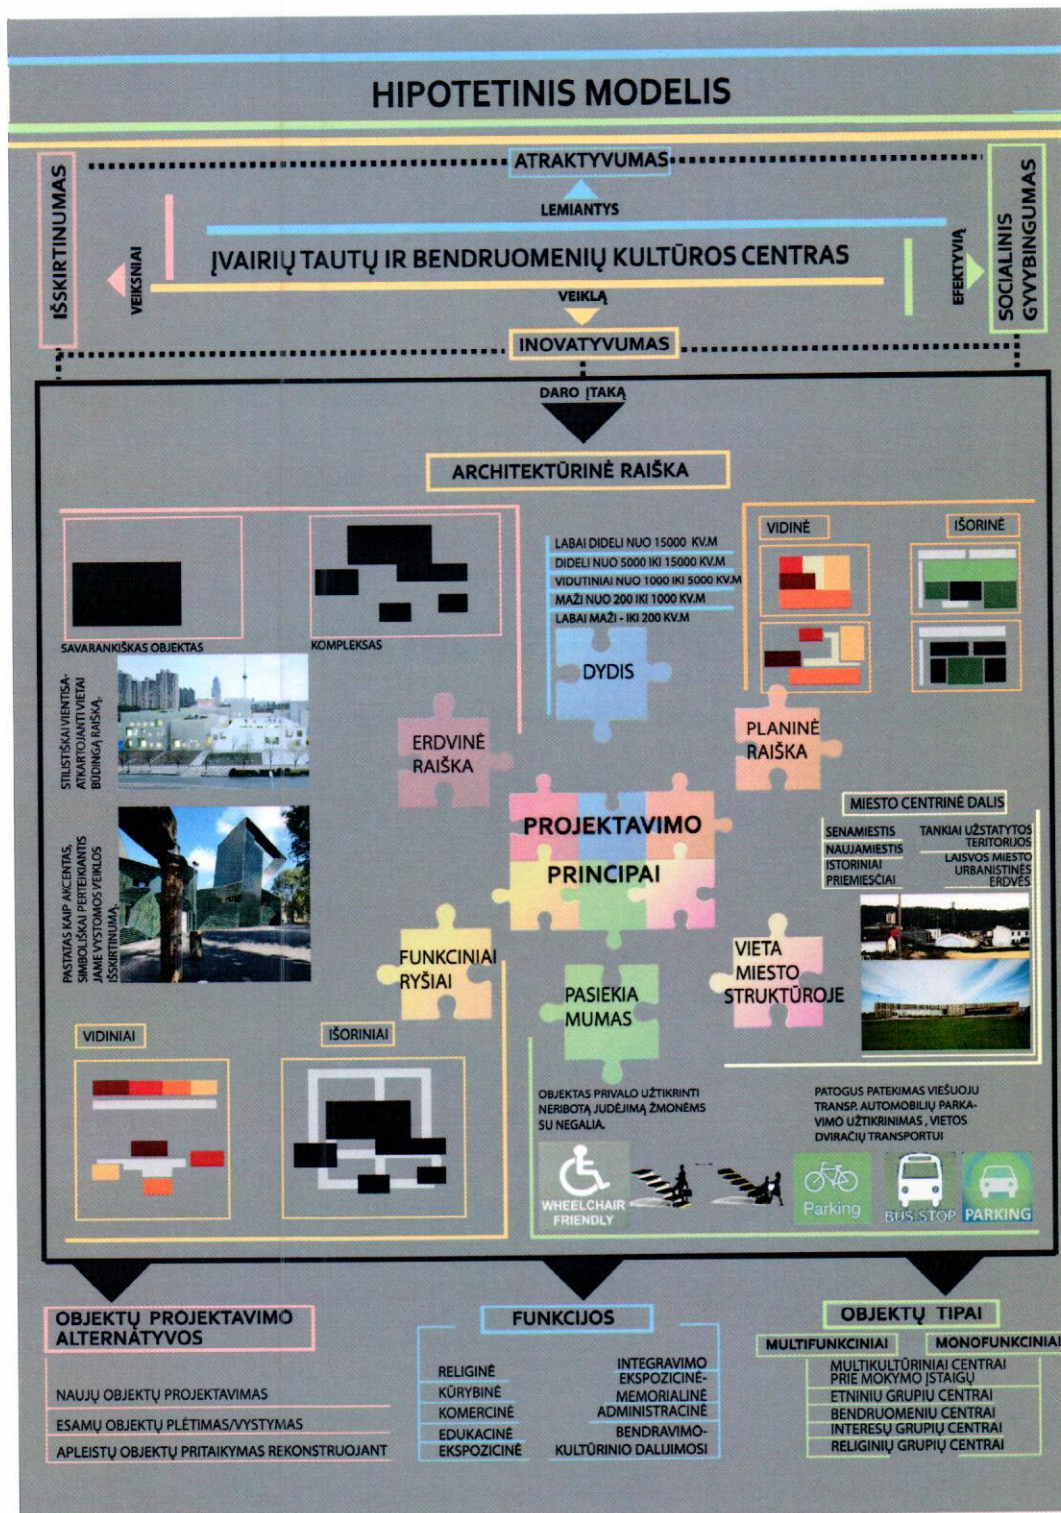 HIPOTETINIS MODELIS
IŠSKIRTINUMAS
ATRAKTYVUMAS
LEMIANTYS
SOCIALINIS
GYVYBINGUMAS
VEIKSNIAI
ĮVAIRIŲ TAUTŲ IR BENDRUOMENIŲ KULTŪROS CENTRAS
EFEKTYVIĄ
VEIKLĄ
INOVATYVUMAS
DARO ĮTAKĄ
ARCHITEKTŪRINĖ RAIŠKA
SAVARANKIŠKAS OBJEKTAS
KOMPLEKSAS
LABAI DIDELI NUO 15000 KV.M
DIDELI NUO 5000 IKI 15000 KV.M
VIDUTINIAI NUO 1000 IKI 5000 KV.M
MAŽI NUO 200 IKI 1000 KV.M
LABAI MAŽI - IKI 200 KV.M
VIDINĖ
IŠORINĖ
STILISTIŠKAI VIENTISA-
ATKARTOJANTI VIETAI
BŪDINGĄ RAIŠKĄ.
DYDIS
ERDVINĖ
RAIŠKA
PLANINĖ
RAIŠKA
PROJEKTAVIMO
PRINCIPAI
MIESTO CENTRINĖ DALIS
SENAMIESTIS
NAUJAMIESTIS
ISTORINIAI
PRIEMIESČIAI
TANKIAI UŽSTATYTOS
TERITORIJOS
LAISVOS MIESTO
URBANISTINĖS
ERDVĖS
PASTATAS KAIP AKCENTAS,
SIMBOLIŠKAI PERTEIKIANTIS
JAME VYSTOMOS VEIKLOS
IŠSKIRTINUMĄ.
FUNKCINIAI
RYŠIAI
PASIEKIA
MUMAS
VIETA
MIESTO
STRUKTŪROJE
VIDINIAI
IŠORINIAI
OBJEKTAS PRIVALO UŽTIKRINTI
NERIBOTĄ JUDĖJIMĄ ŽMONĖMS
SU NEGALIA.
PATOGUS PATEKIMAS VIEŠUOJU
TRANSP. AUTOMOBILIŲ PARKA-
VIMO UŽTIKRINIMAS , VIETOS
DVIRAČIŲ TRANSPORTUI
WHEELCHAIR
FRIENDLY
Parking
BUS STOP
PARKING
OBJEKTŲ PROJEKTAVIMO
ALTERNATYVOS
NAUJŲ OBJEKTŲ PROJEKTAVIMAS
ESAMŲ OBJEKTŲ PLĖTIMAS/VYSTYMAS
APLEISTŲ OBJEKTŲ PRITAIKYMAS REKONSTRUOJANT
FUNKCIJOS
RELIGINĖ
KŪRYBINĖ
KOMERCINĖ
EDUKACINĖ
EKSPOZICINĖ
INTEGRAVIMO
EKSPOZICINĖ-
MEMORIALINĖ
ADMINISTRACINĖ
BENDRAVIMO-
KULTŪRINIO DALIJIMOSI
OBJEKTŲ TIPAI
MULTIFUNKCINIAI
MONOFUNKCINIAI
MULTIKULTŪRINIAI CENTRAI
PRIE MOKYMO ĮSTAIGŲ
ETNINIŲ GRUPIŲ CENTRAI
BENDRUOMENIŲ CENTRAI
INTERESŲ GRUPIŲ CENTRAI
RELIGINIŲ GRUPIŲ CENTRAI